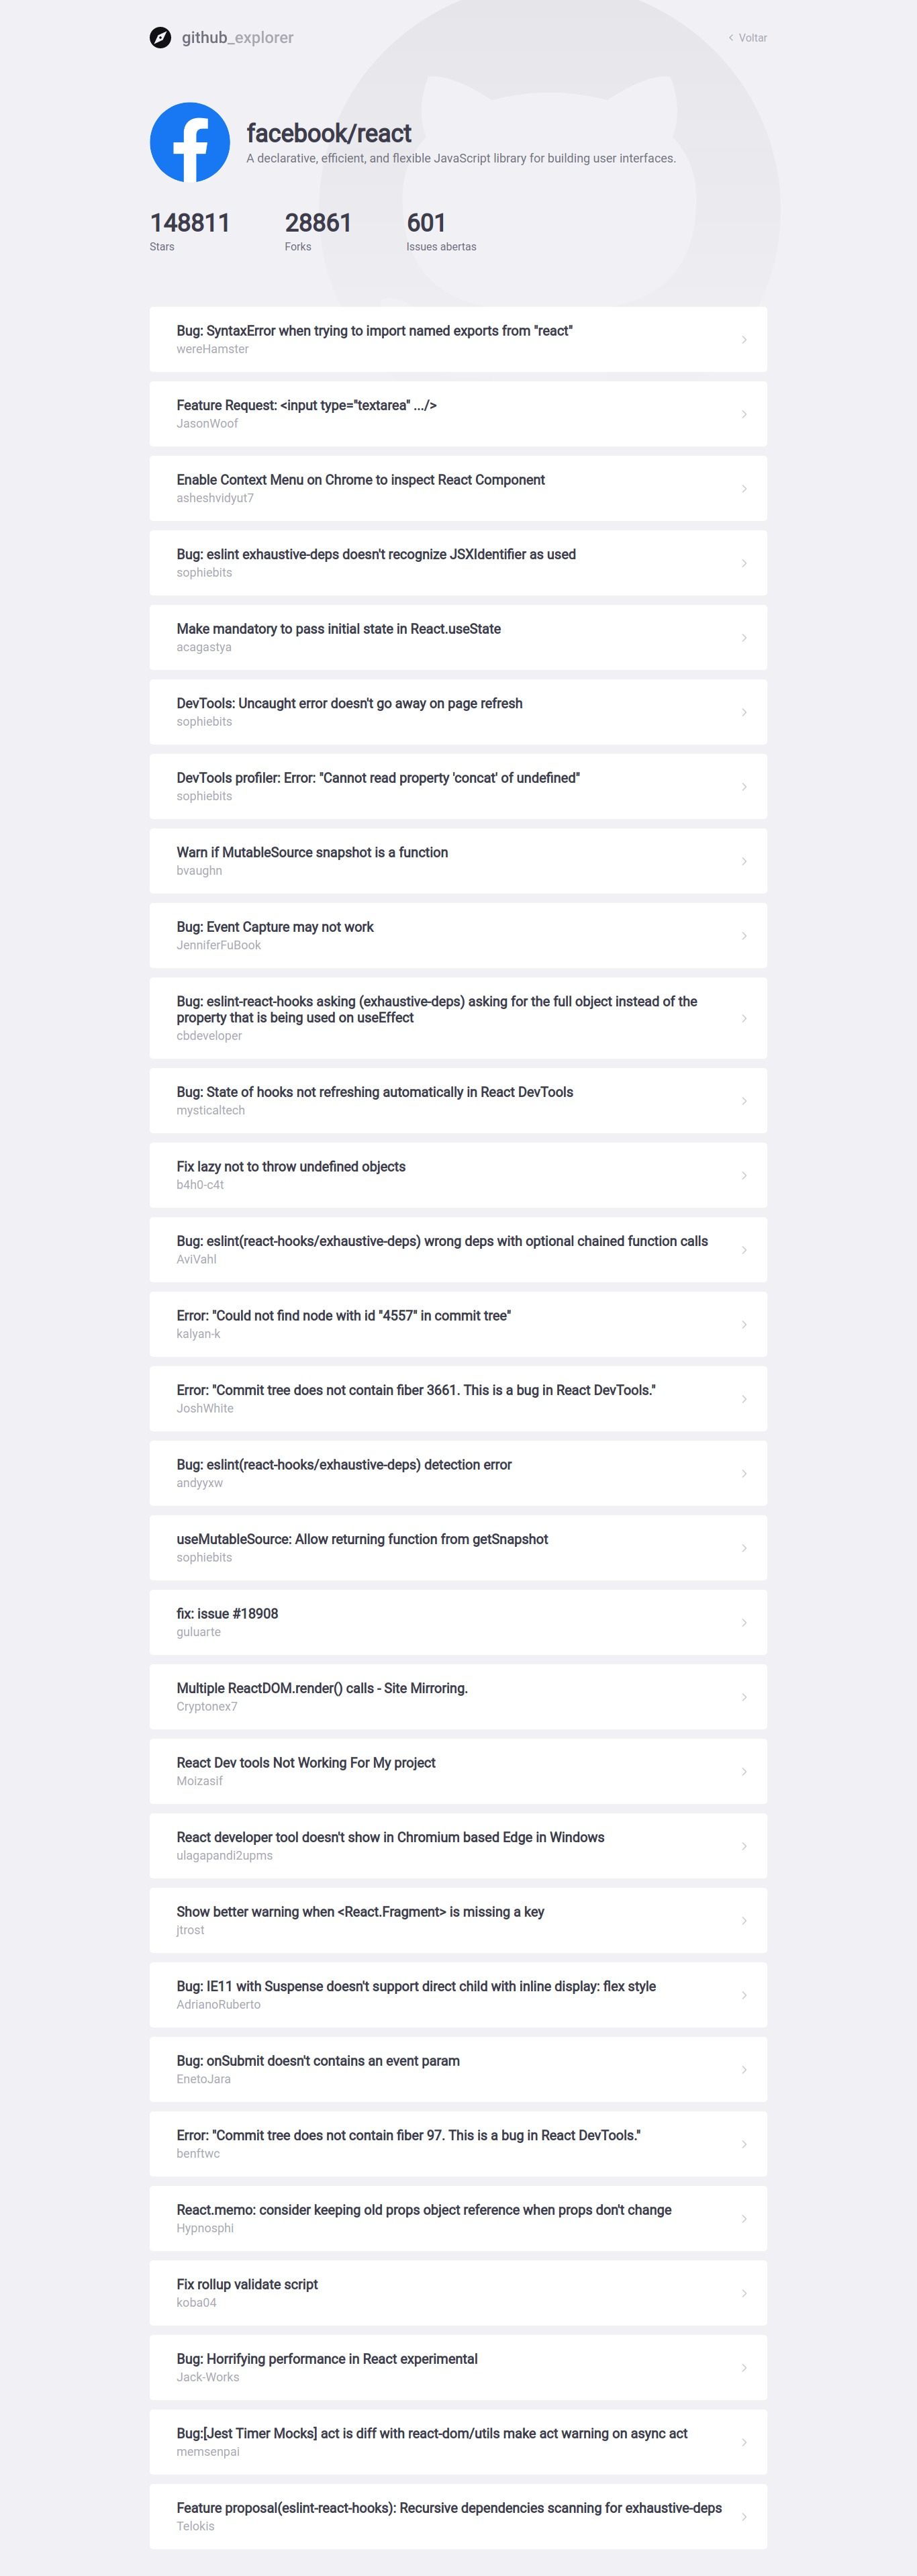 github_explorer
Voltar
facebook/react
A declarative, efficient, and flexible JavaScript library for building user interfaces.
148811 28861 601
Stars Forks Issues abertas
Bug: SyntaxError when trying to import named exports from "react"
wereHamster
Feature Request: <input type="textarea" .../>
JasonWoof
Enable Context Menu on Chrome to inspect React Component
asheshvidyut7
Bug: eslint exhaustive-deps doesn't recognize JSXIdentifier as used
sophiebits
Make mandatory to pass initial state in React.useState
acagastya
DevTools: Uncaught error doesn't go away on page refresh
sophiebits
DevTools profiler: Error: "Cannot read property 'concat' of undefined"
sophiebits
Warn if MutableSource snapshot is a function
bvaughn
Bug: Event Capture may not work
JenniferFuBook
Bug: eslint-react-hooks asking (exhaustive-deps) asking for the full object instead of the
property that is being used on useEffect
cbdeveloper
Bug: State of hooks not refreshing automatically in React DevTools
mysticaltech
Fix lazy not to throw undefined objects
b4h0-c4t
Bug: eslint(react-hooks/exhaustive-deps) wrong deps with optional chained function calls
AviVahl
Error: "Could not find node with id "4557" in commit tree"
kalyan-k
Error: "Commit tree does not contain fiber 3661. This is a bug in React DevTools."
JoshWhite
Bug: eslint(react-hooks/exhaustive-deps) detection error
andyyxw
useMutableSource: Allow returning function from getSnapshot
sophiebits
fix: issue #18908
guluarte
Multiple ReactDOM.render() calls - Site Mirroring.
Cryptonex7
React Dev tools Not Working For My project
Moizasif
React developer tool doesn't show in Chromium based Edge in Windows
ulagapandi2upms
Show better warning when <React.Fragment> is missing a key
jtrost
Bug: IE11 with Suspense doesn't support direct child with inline display: flex style
AdrianoRuberto
Bug: onSubmit doesn't contains an event param
EnetoJara
Error: "Commit tree does not contain fiber 97. This is a bug in React DevTools."
benftwc
React.memo: consider keeping old props object reference when props don't change
Hypnosphi
Fix rollup validate script
koba04
Bug: Horrifying performance in React experimental
Jack-Works
Bug:[Jest Timer Mocks] act is diff with react-dom/utils make act warning on async act
memsenpai
Feature proposal(eslint-react-hooks): Recursive dependencies scanning for exhaustive-deps
Telokis